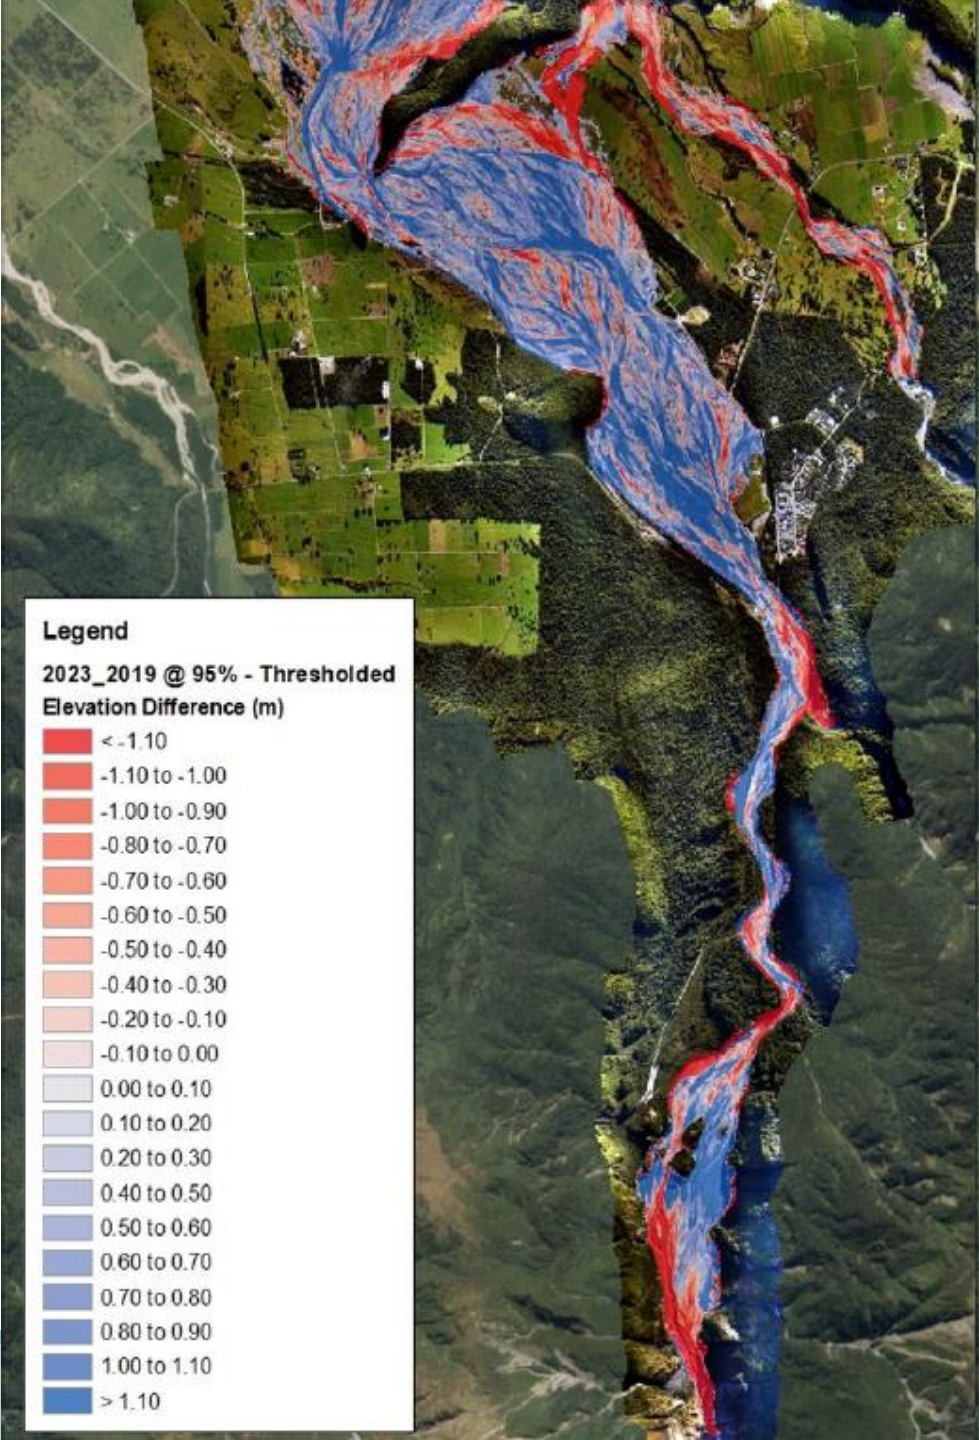 Legend
2023_2019 @ 95% - Thresholded
Elevation Difference (m)
< -1.10
-1.10 to -1.00
-1.00 to -0.90
-0.80 to -0.70
-0.70 to -0.60
-0.60 to -0.50
-0.50 to -0.40
-0.40 to -0.30
-0.20 to -0.10
-0.10 to 0.00
0.00 to 0.10
0.10 to 0.20
0.20 to 0.30
0.40 to 0.50
0.50 to 0.60
0.60 to 0.70
0.70 to 0.80
0.80 to 0.90
1.00 to 1.10
> 1.10